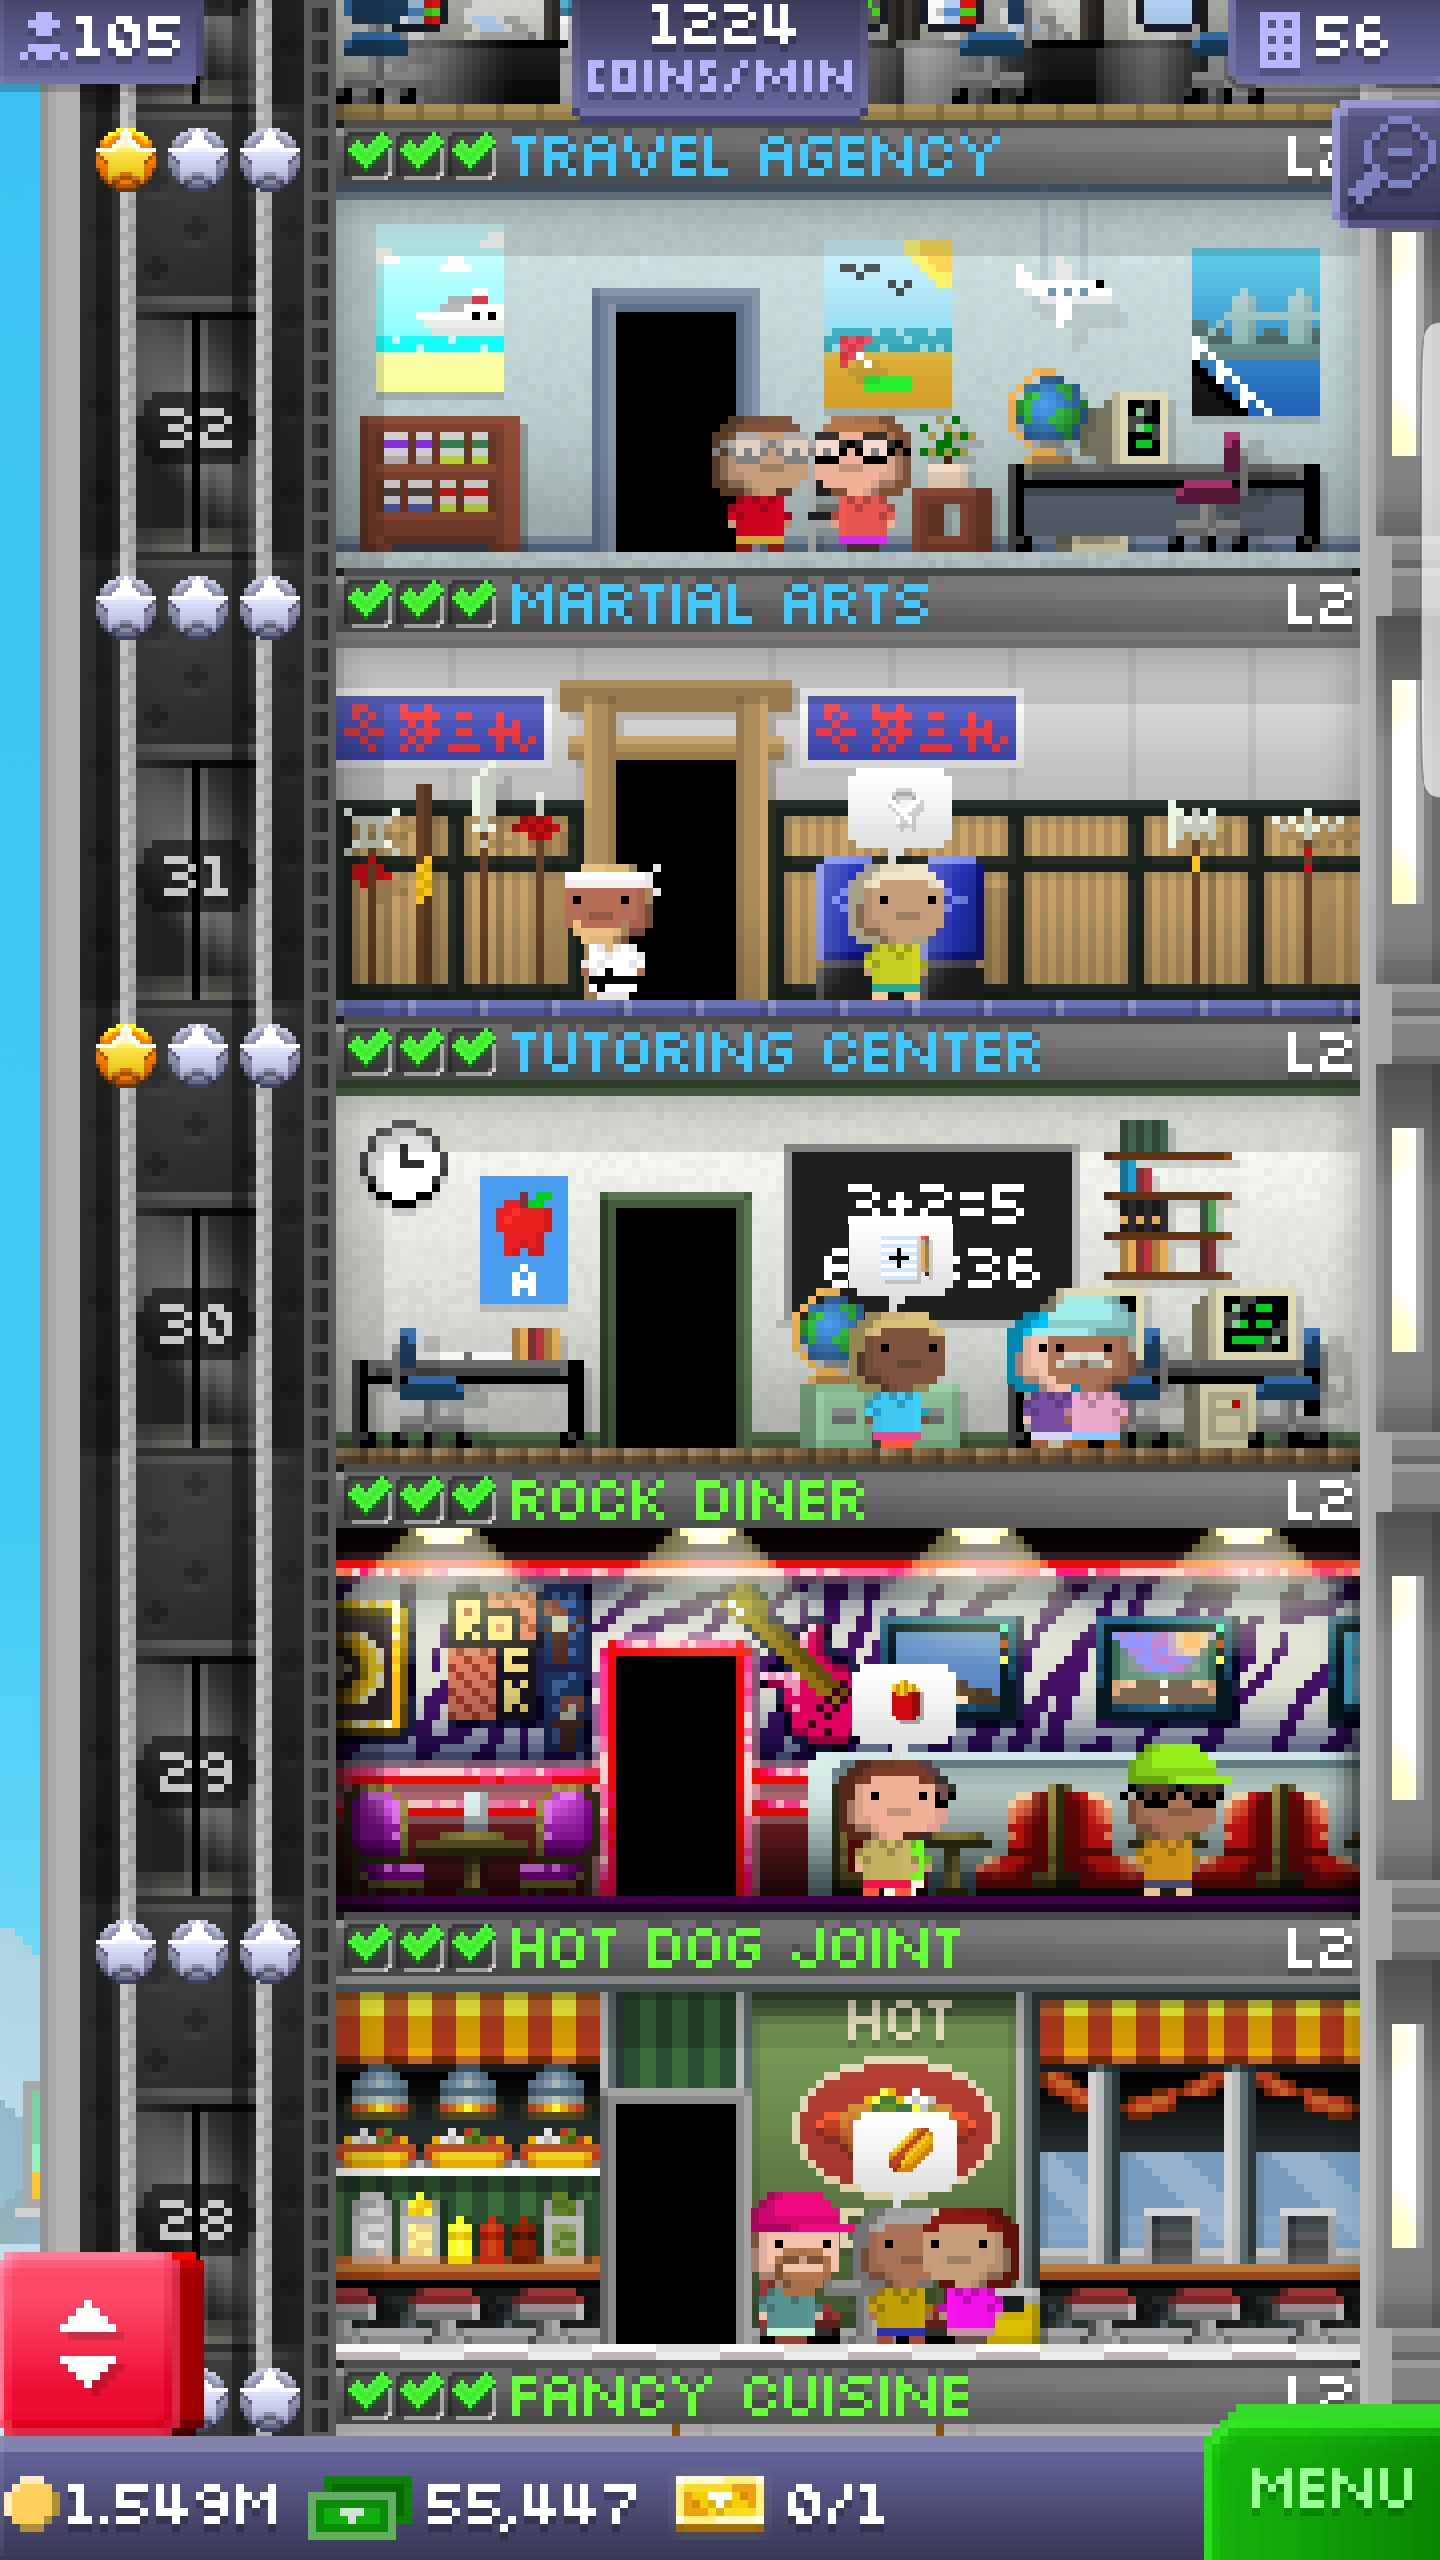 105
1224
COINS/MIN
56
TRAVEL AGENCY
32
MARTIAL ARTS L2
31
TUTORING CENTER L2
3+2=5
36
A
30
ROCK DINER L2
ROCK
29
HOT DOG JOINT L2
HOT
28
FANCY CUISINE L2
1.549M 55,447 0/1
MENU